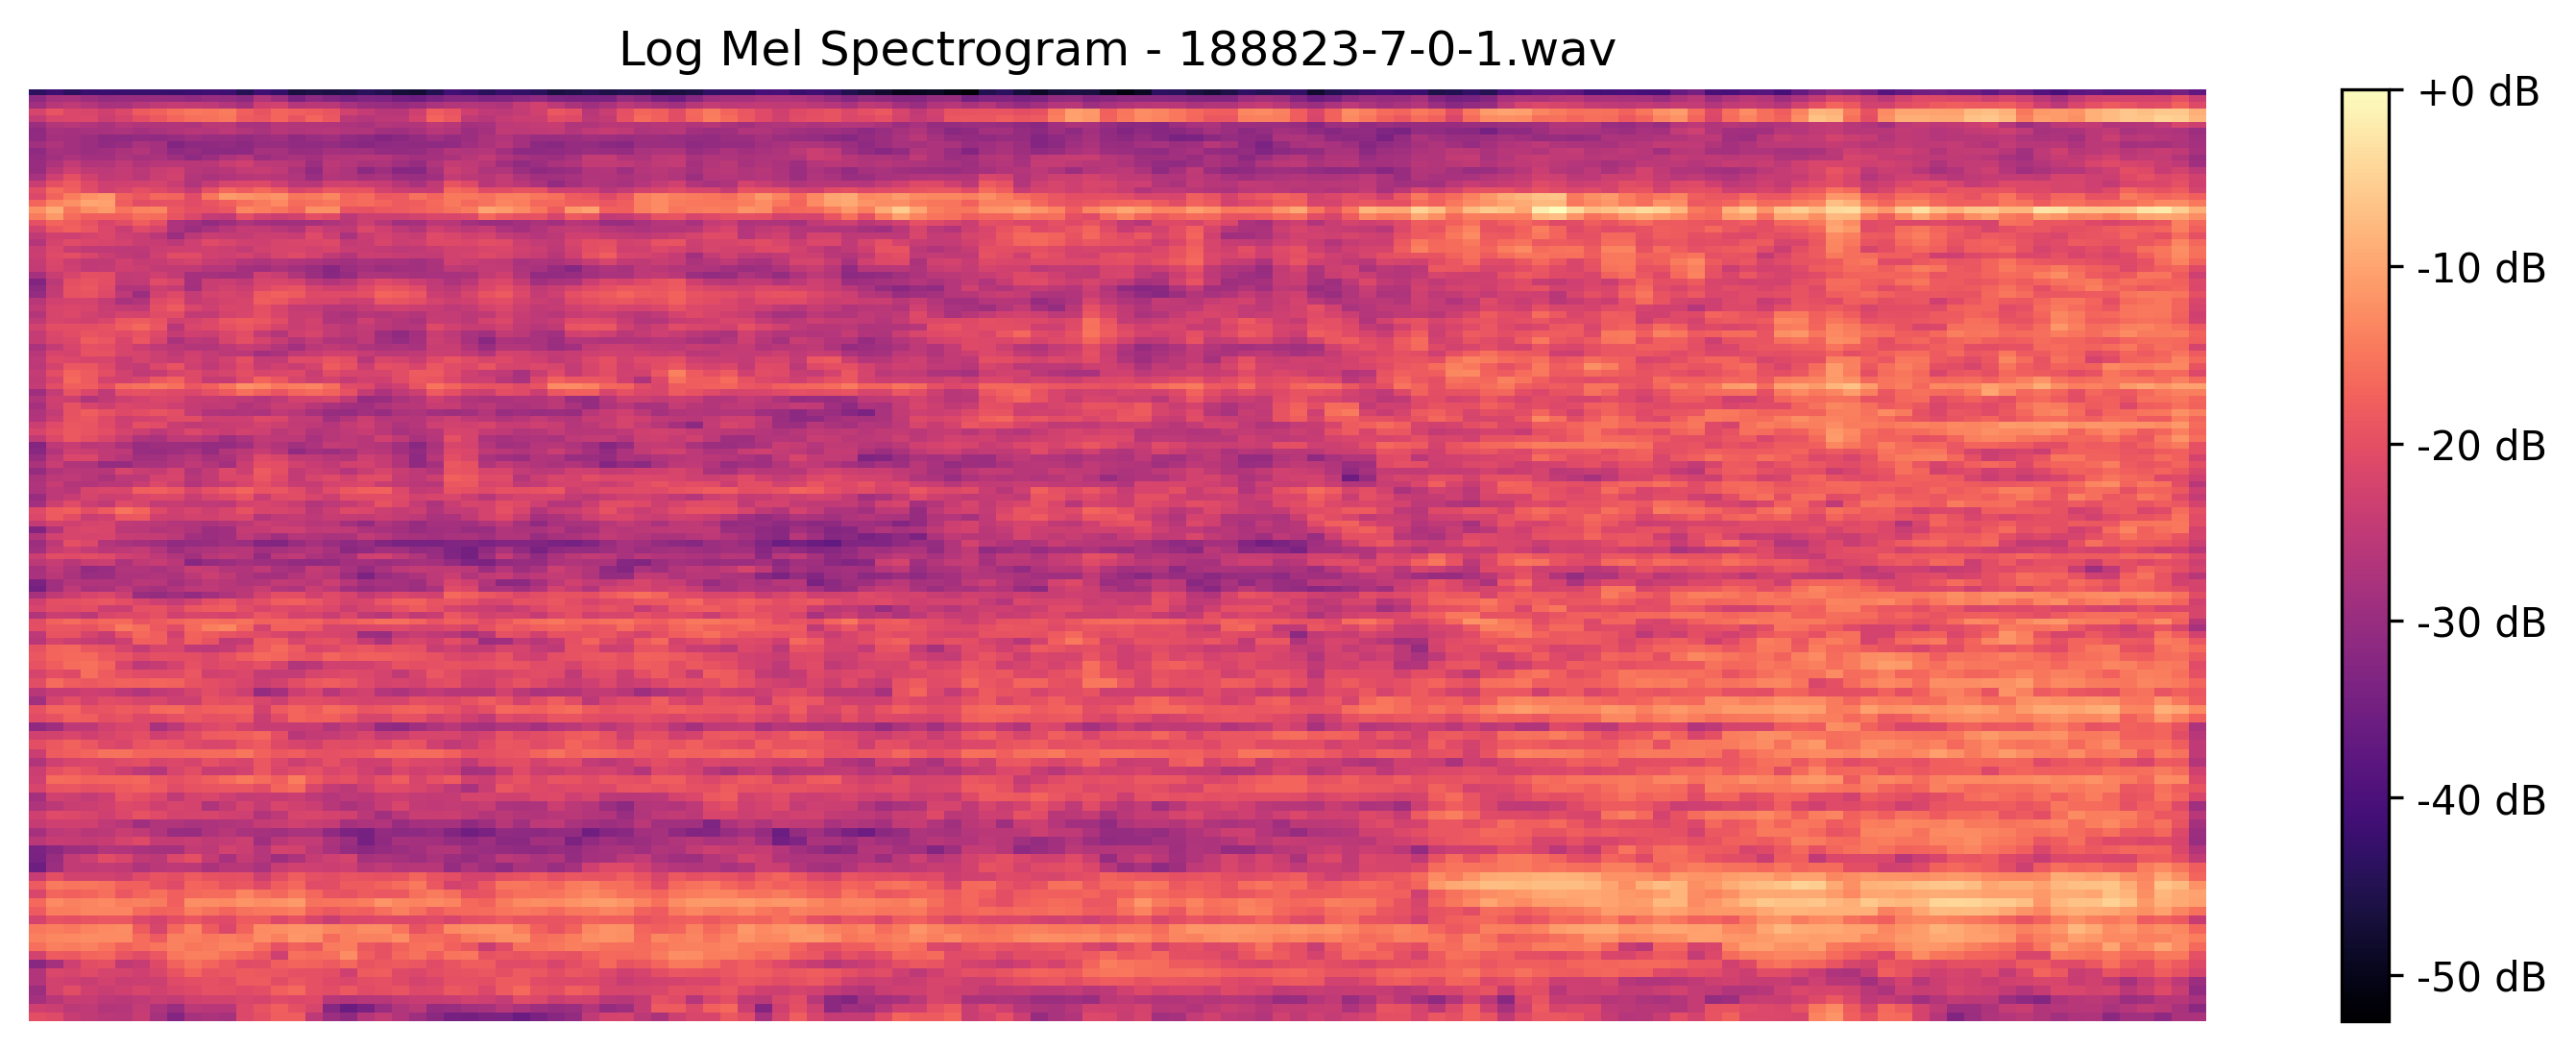 Log Mel Spectrogram - 188823-7-0-1.wav
+0 dB
-10 dB
-20 dB
-30 dB
-40 dB
-50 dB